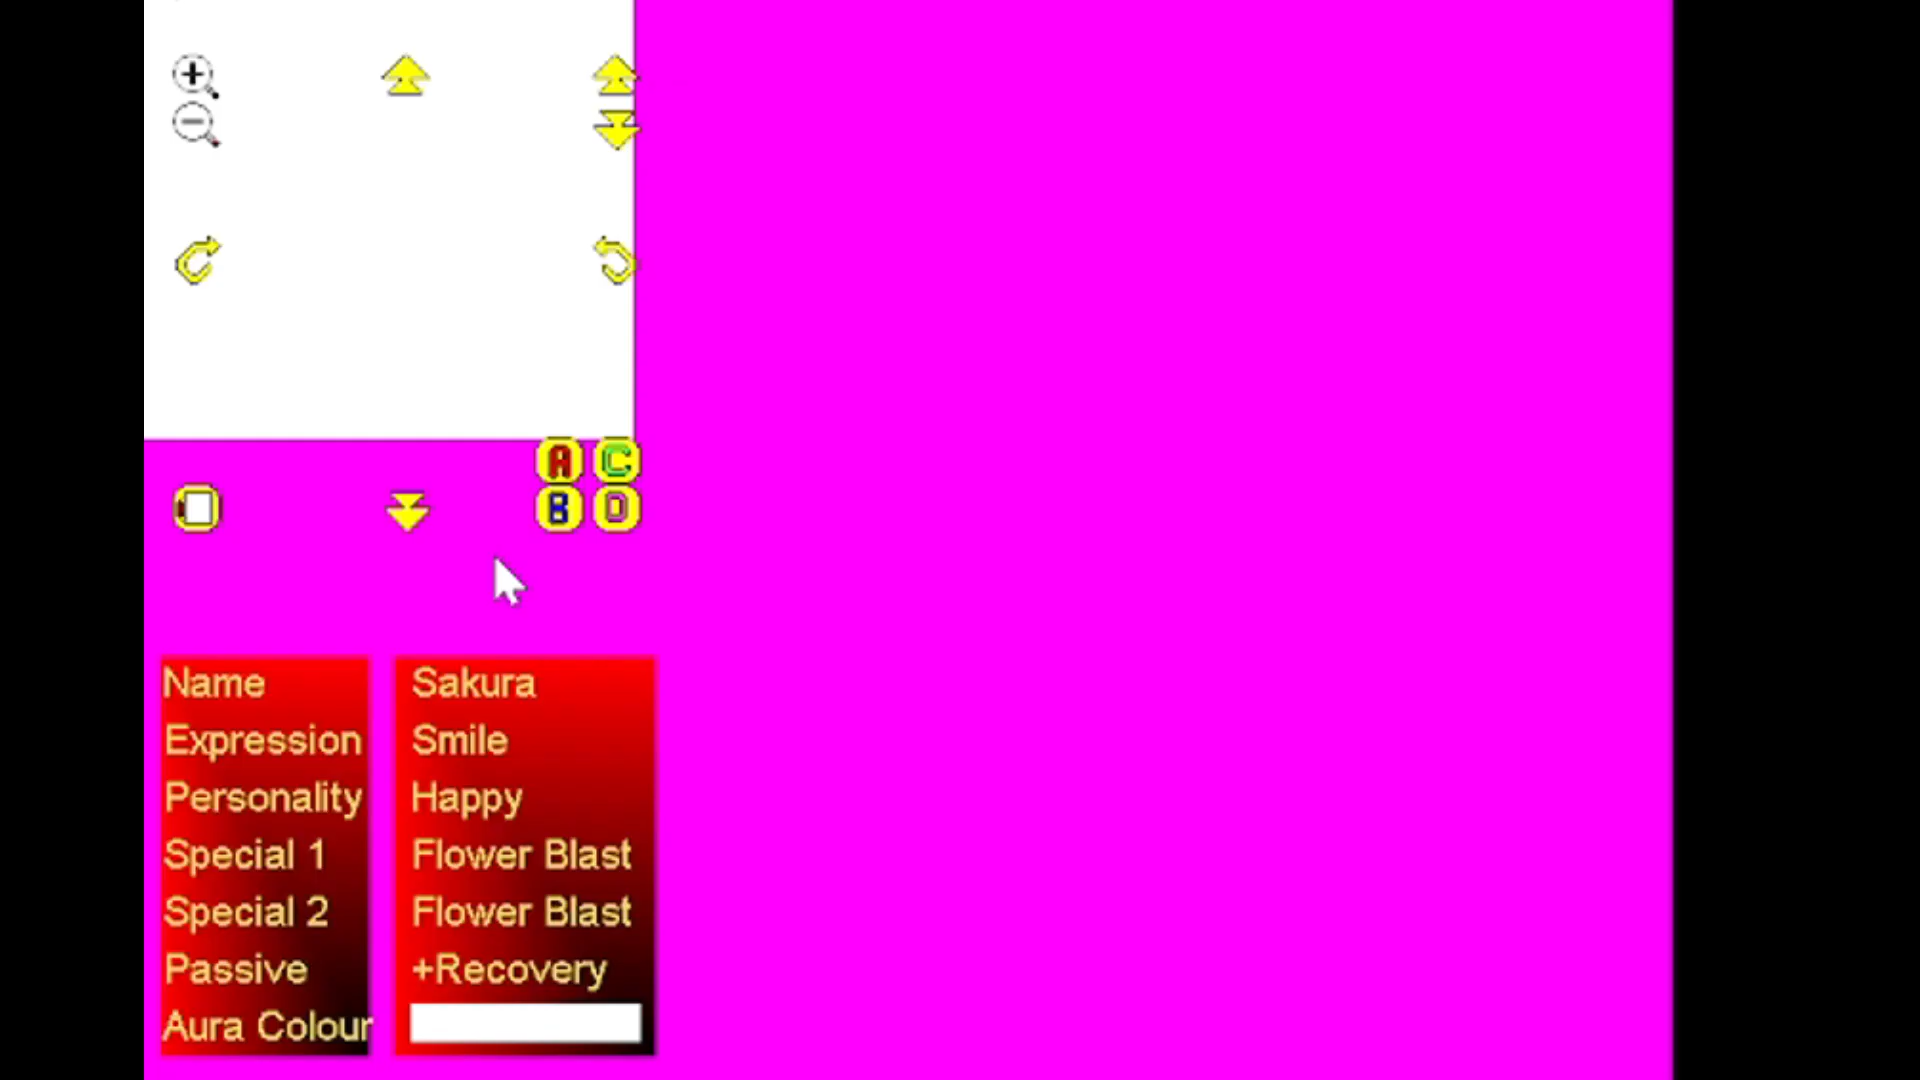 A C
B D
Name Sakura
Expression Smile
Personality Happy
Special 1 Flower Blast
Special 2 Flower Blast
Passive +Recovery
Aura Colour